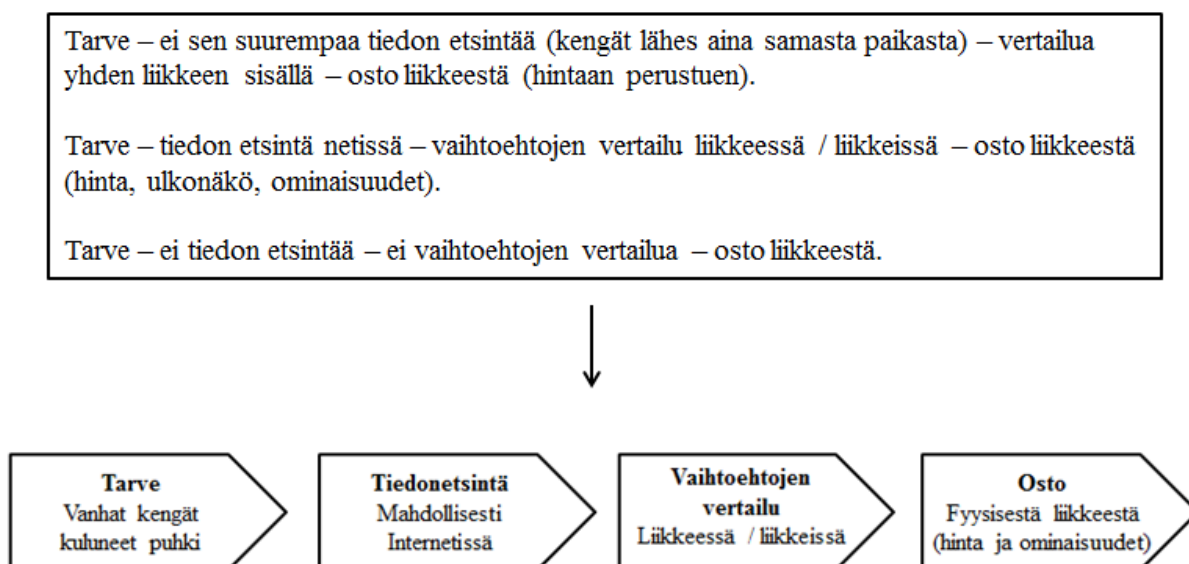 Tarve – ei sen suurempaa tiedon etsintää (kengät lähes aina samasta paikasta) – vertailua
yhden liikkeen sisällä – osto liikkeestä (hintaan perustuen).
Tarve – tiedon etsintä netissä – vaihtoehtojen vertailu liikkeessä / liikkeissä – osto liikkeestä
(hinta, ulkonäkö, ominaisuudet).
Tarve – ei tiedon etsintää – ei vaihtoehtojen vertailua – osto liikkeestä.
Tarve
Vanhat kengät
kuluneet puhki
Tiedonetsintä
Mahdollisesti
Internetissä
Vaihtoehtojen
vertailu
Liikkeessä / liikkeissä
Osto
Fyysisestä liikkeestä
(hinta ja ominaisuudet)